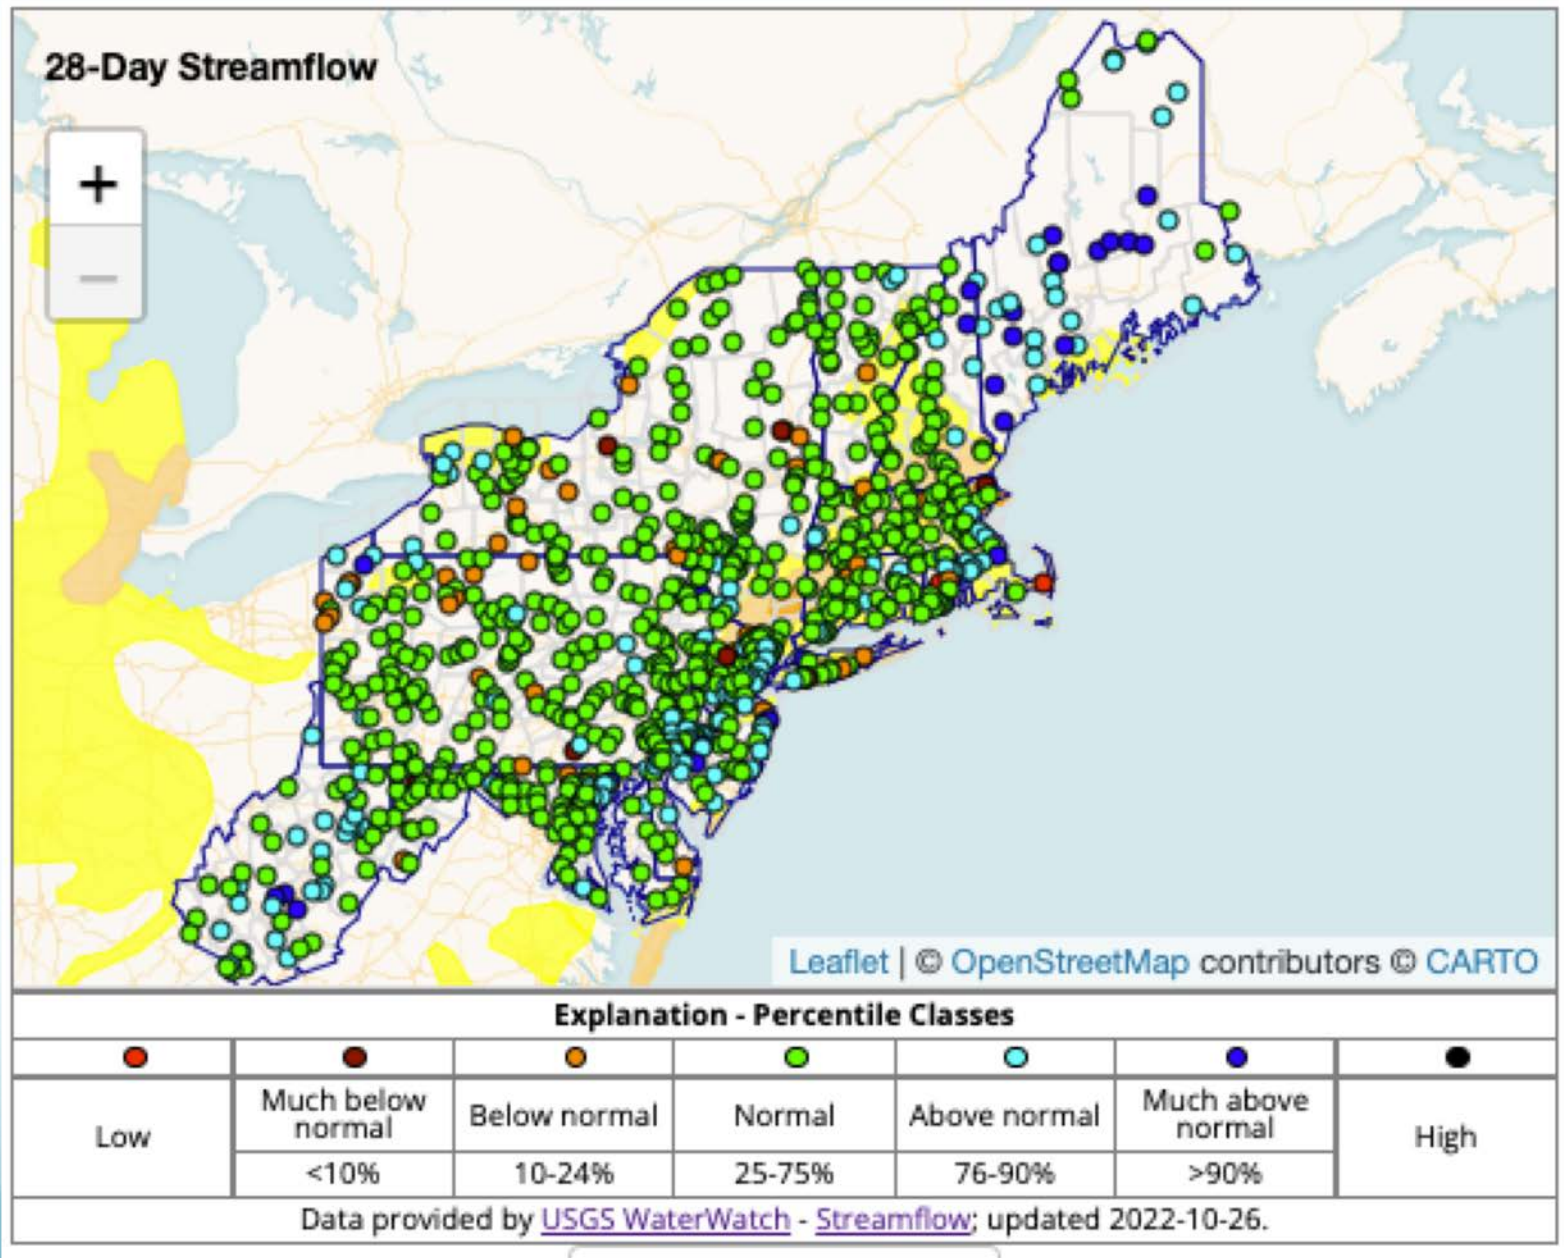 28-Day Streamflow
+
−
Leaflet | © OpenStreetMap contributors © CARTO
Explanation - Percentile Classes
Low
Much below normal
Below normal
Normal
Above normal
Much above normal
High
<10%
10-24%
25-75%
76-90%
>90%
Data provided by USGS WaterWatch - Streamflow; updated 2022-10-26.